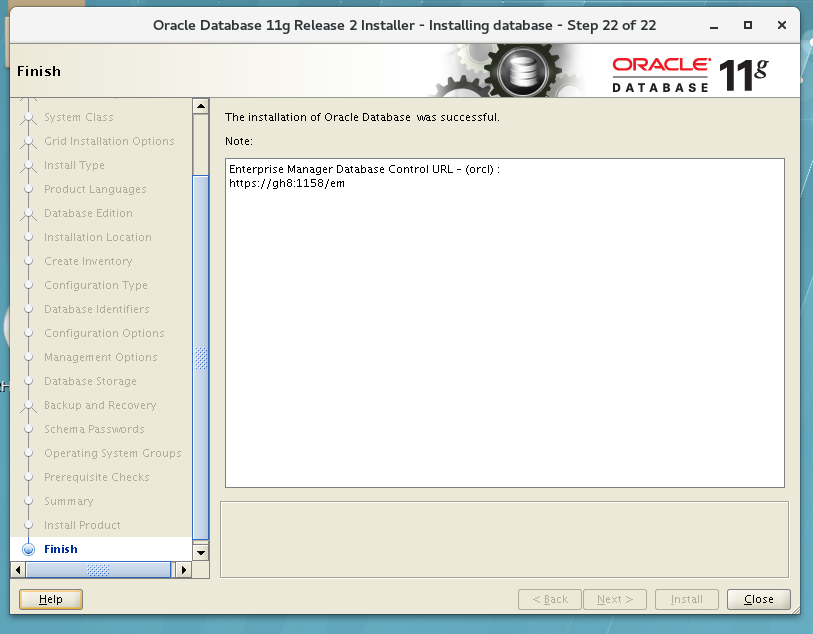 Oracle Database 11g Release 2 Installer - Installing database - Step 22 of 22
Finish
ORACLE
DATABASE
11g
System Class
Grid Installation Options
Install Type
Product Languages
Database Edition
Installation Location
Create Inventory
Configuration Type
Database Identifiers
Configuration Options
Management Options
Database Storage
Backup and Recovery
Schema Passwords
Operating System Groups
Prerequisite Checks
Summary
Install Product
Finish
The installation of Oracle Database was successful.
Note:
Enterprise Manager Database Control URL - (orcl) :
https://gh8:1158/em
Help
< Back
Next >
Install
Close